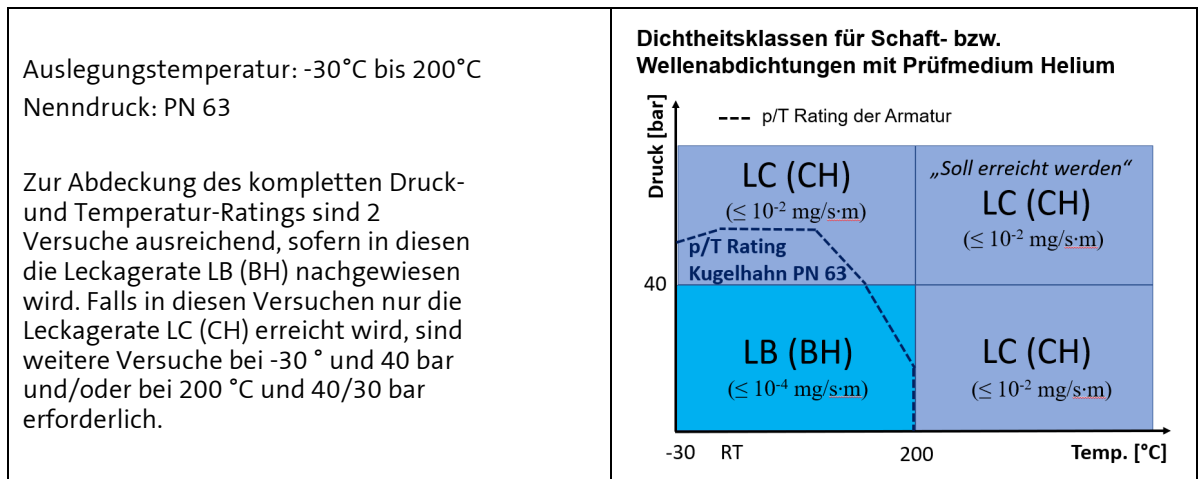 Auslegungstemperatur: -30°C bis 200°C
Nenndruck: PN 63
Zur Abdeckung des kompletten Druck-
und Temperatur-Ratings sind 2
Versuche ausreichend, sofern in diesen
die Leckagerate LB (BH) nachgewiesen
wird. Falls in diesen Versuchen nur die
Leckagerate LC (CH) erreicht wird, sind
weitere Versuche bei -30 ° und 40 bar
und/oder bei 200 °C und 40/30 bar
erforderlich.
Dichtheitsklassen für Schaft- bzw.
Wellenabdichtungen mit Prüfmedium Helium
Druck [bar]
p/T Rating der Armatur
LC (CH)
(≤ 10⁻² mg/s·m)
„Soll erreicht werden“
LC (CH)
(≤ 10⁻² mg/s·m)
p/T Rating
Kugelhahn PN 63
40
LB (BH)
(≤ 10⁻⁴ mg/s·m)
LC (CH)
(≤ 10⁻² mg/s·m)
-30 RT 200 Temp. [°C]